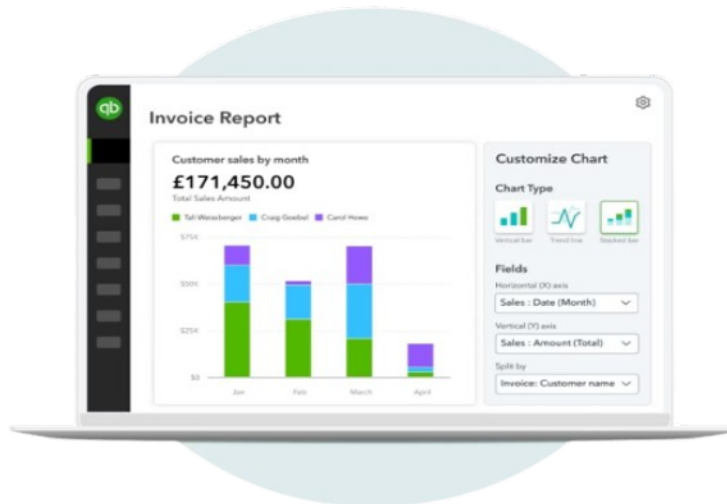 qb
Invoice Report
Customer sales by month
£171,450.00
Total Sales Amount
Tali Weissberger Craig Goebel Carol Howe
$75K
$50K
$25K
$0
Jan Feb March April
Customize Chart
Chart Type
Vertical bar Trend line Stacked bar
Fields
Horizontal (X) axis
Sales : Date (Month)
Vertical (Y) axis
Sales : Amount (Total)
Split by
Invoice: Customer name